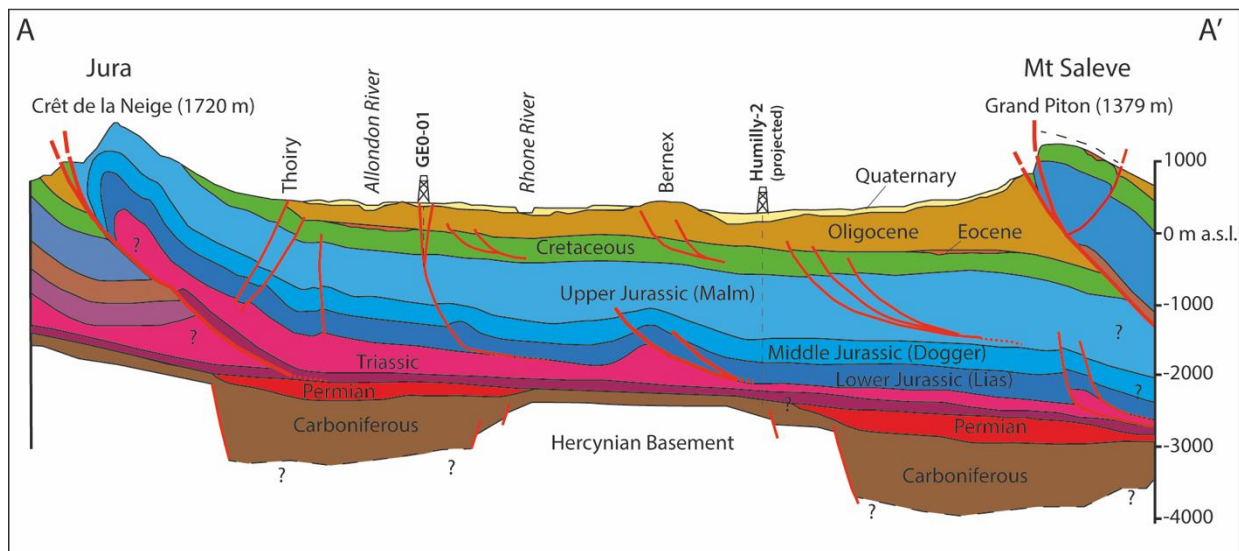 A
A'
Jura
Mt Saleve
Crêt de la Neige (1720 m)
Grand Piton (1379 m)
Thoiry
Allondon River
GE0-01
Rhone River
Bernex
Humilly-2
(projected)
Quaternary
1000
Oligocene
Eocene
0 m a.s.l.
Cretaceous
?
Upper Jurassic (Malm)
-1000
?
?
Middle Jurassic (Dogger)
Triassic
-2000
Lower Jurassic (Lias)
?
Permian
?
Permian
Carboniferous
Hercynian Basement
-3000
?
?
Carboniferous
?
?
-4000